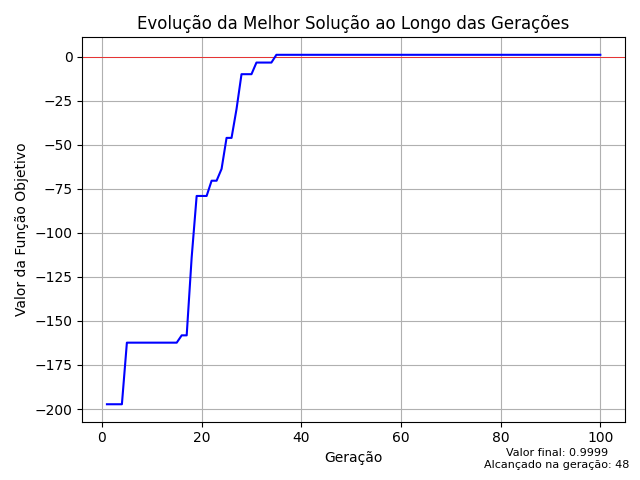 Evolução da Melhor Solução ao Longo das Gerações
Valor da Função Objetivo
0
−25
−50
−75
−100
−125
−150
−175
−200
0 20 40 60 80 100
Geração
Valor final: 0.9999
Alcançado na geração: 48